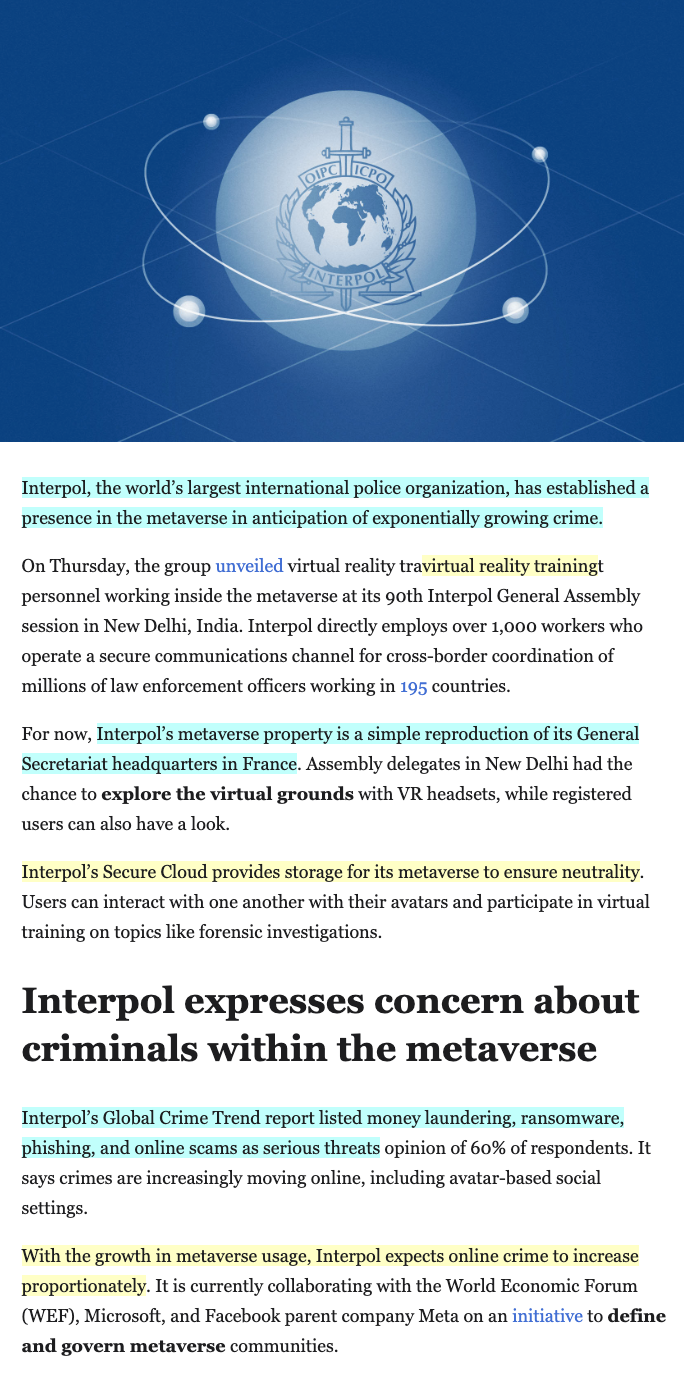 OIPC ICPO
INTERPOL
Interpol, the world’s largest international police organization, has established a
presence in the metaverse in anticipation of exponentially growing crime.
On Thursday, the group unveiled virtual reality travirtual reality trainingt
personnel working inside the metaverse at its 90th Interpol General Assembly
session in New Delhi, India. Interpol directly employs over 1,000 workers who
operate a secure communications channel for cross-border coordination of
millions of law enforcement officers working in 195 countries.
For now, Interpol’s metaverse property is a simple reproduction of its General
Secretariat headquarters in France. Assembly delegates in New Delhi had the
chance to explore the virtual grounds with VR headsets, while registered
users can also have a look.
Interpol’s Secure Cloud provides storage for its metaverse to ensure neutrality.
Users can interact with one another with their avatars and participate in virtual
training on topics like forensic investigations.
Interpol expresses concern about
criminals within the metaverse
Interpol’s Global Crime Trend report listed money laundering, ransomware,
phishing, and online scams as serious threats opinion of 60% of respondents. It
says crimes are increasingly moving online, including avatar-based social
settings.
With the growth in metaverse usage, Interpol expects online crime to increase
proportionately. It is currently collaborating with the World Economic Forum
(WEF), Microsoft, and Facebook parent company Meta on an initiative to define
and govern metaverse communities.